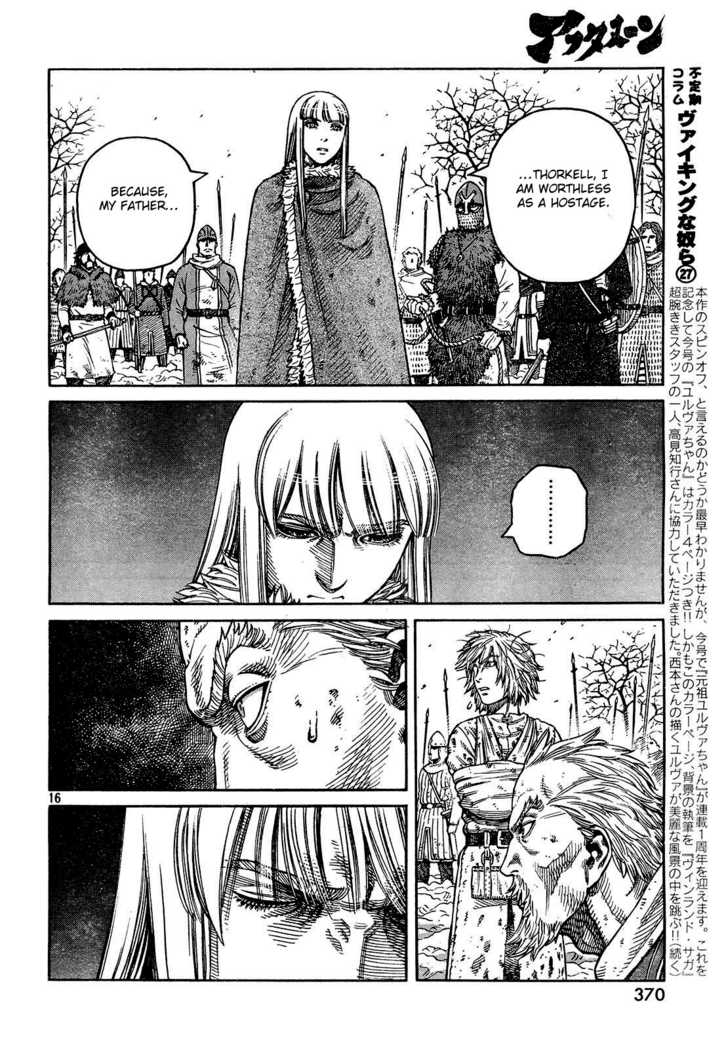 アフタヌーン
不定期
コラム
ヴァイキングな奴ら㉗
本作のスピンオフ、と言えるのかどうか最早わかりませんが、今号で『元祖ユルヴァちゃん』が連載1周年を迎えます。これを
記念して今号の『ユルヴァちゃん』はカラー4ページつき!! しかもこのカラーページ、背景の執筆を『ヴィンランド・サガ』
超腕ききスタッフの一人、高見知行さんに協力していただきました。西本さんの描くユルヴァが美麗な風景の中を跳ぶ!!(続く)
...THORKELL, I
AM WORTHLESS
AS A HOSTAGE.
BECAUSE,
MY FATHER...
………
16
370